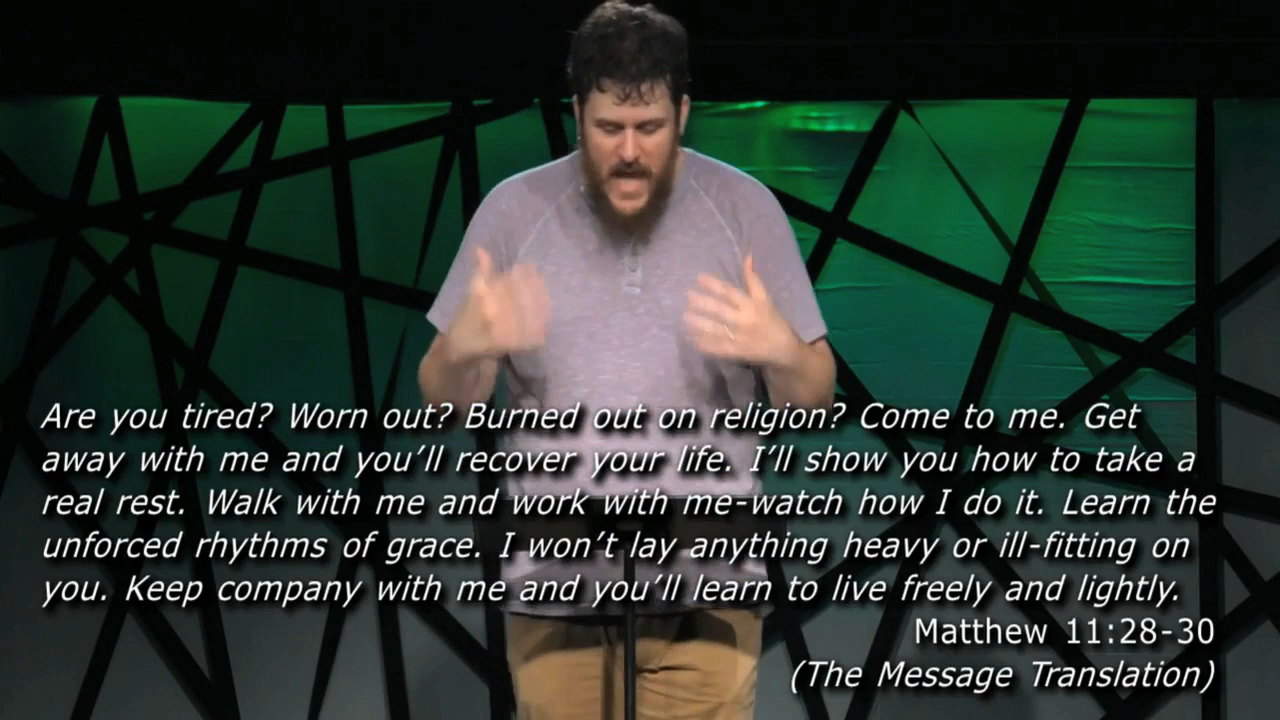 Are you tired? Worn out? Burned out on religion? Come to me. Get
away with me and you’ll recover your life. I’ll show you how to take a
real rest. Walk with me and work with me-watch how I do it. Learn the
unforced rhythms of grace. I won’t lay anything heavy or ill-fitting on
you. Keep company with me and you’ll learn to live freely and lightly.
Matthew 11:28-30
(The Message Translation)